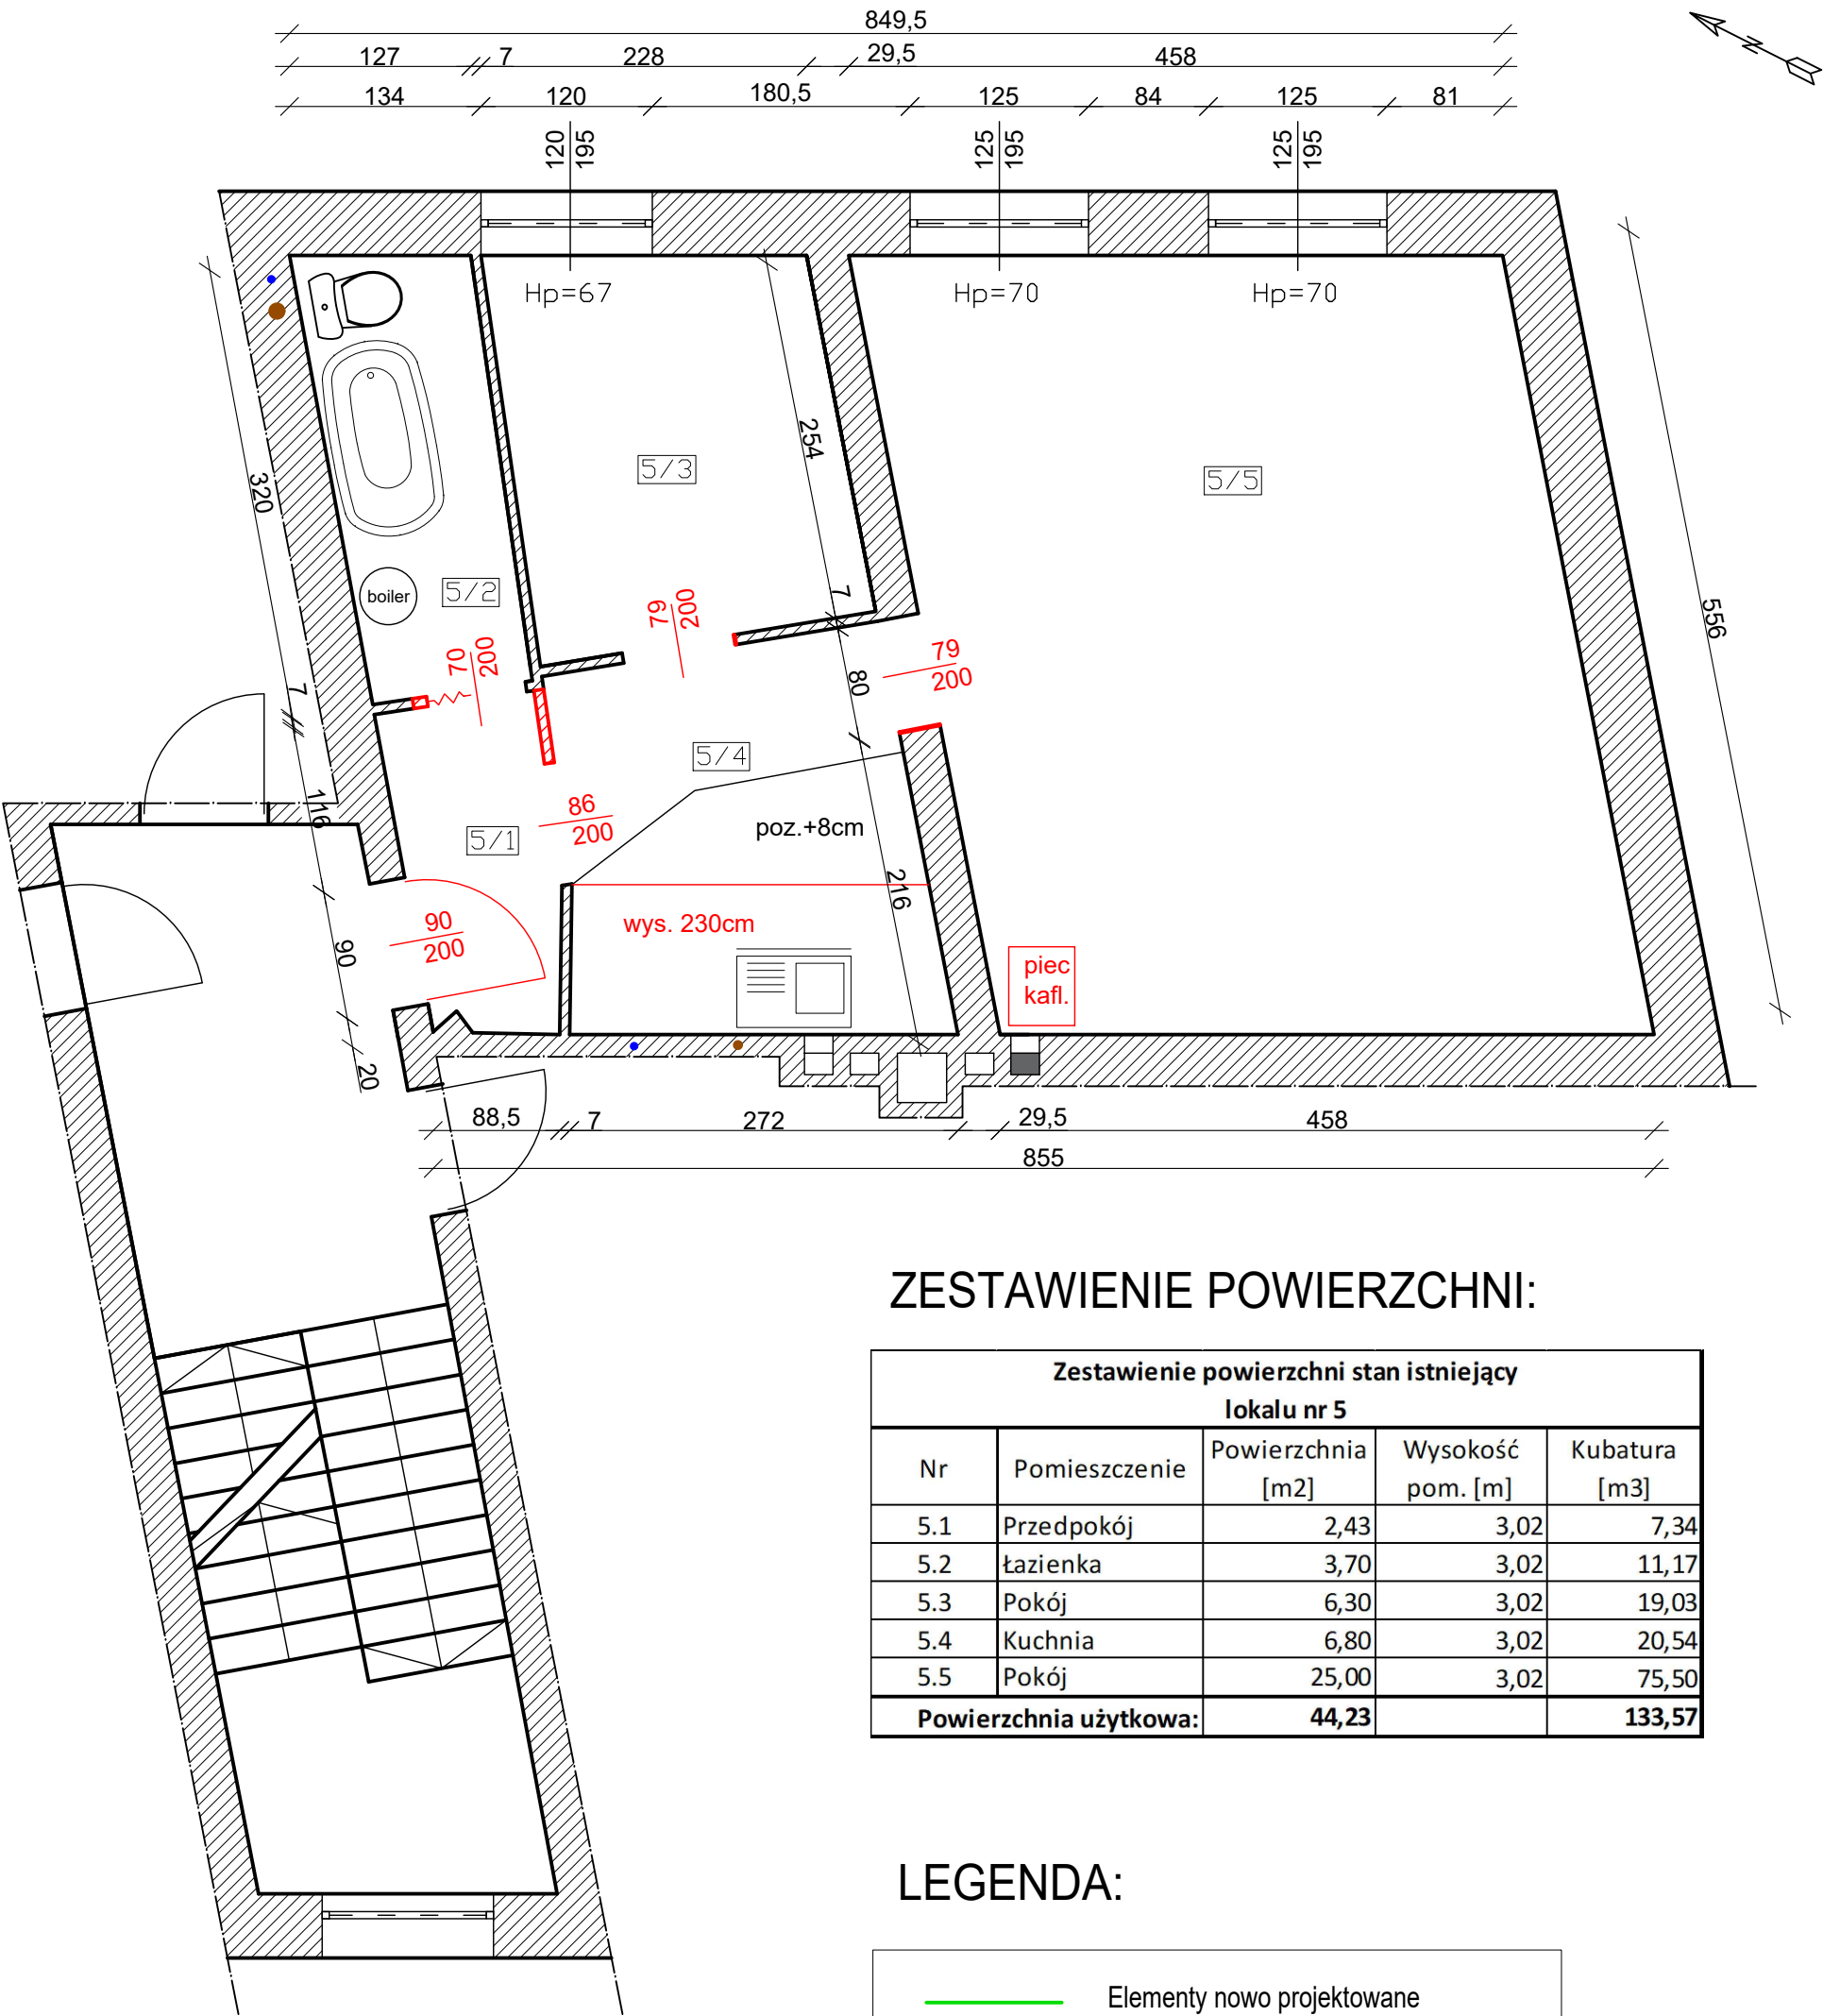 849,5
127 7 228 29,5 458
134 120 180,5 125 84 125 81
120 195
125 195
125 195
Hp=67
Hp=70
Hp=70
254
5/3
5/5
320
boiler
5/2
7
79 200
556
70 200
79
200
80
7
5/4
116
86
200
5/1
poz.+8cm
216
90
200
wys. 230cm
90
piec
kafl.
20
88,5 7 272 29,5 458
855
ZESTAWIENIE POWIERZCHNI:
Zestawienie powierzchni stan istniejący
lokalu nr 5
Nr Pomieszczenie Powierzchnia [m2] Wysokość pom. [m] Kubatura [m3]
5.1 Przedpokój 2,43 3,02 7,34
5.2 Łazienka 3,70 3,02 11,17
5.3 Pokój 6,30 3,02 19,03
5.4 Kuchnia 6,80 3,02 20,54
5.5 Pokój 25,00 3,02 75,50
Powierzchnia użytkowa: 44,23 133,57
LEGENDA:
Elementy nowo projektowane